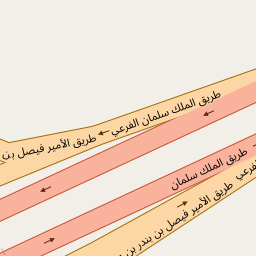 طريق الملك سلمان الفرعي
طريق الأمير فيصل بن
طريق الملك سلمان
الفرعي
طريق الأمير فيصل بن بندر بن